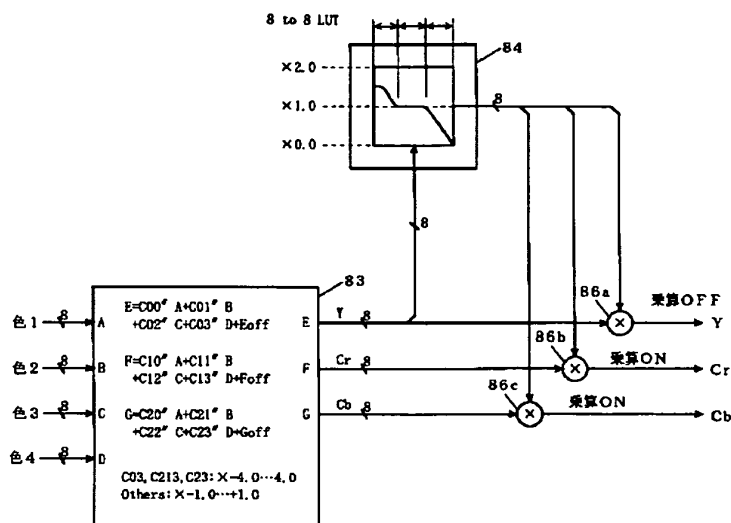 8 to 8 LUT
84
×2.0
×1.0
×0.0
8
8
83
色1 8 A
E=C00″ A+C01″ B
+C02″ C+C03″ D+Eoff
E Y 8
86a 乗算OFF
Y
色2 8 B
F=C10″ A+C11″ B
+C12″ C+C13″ D+Foff
F Cr 8
86b 乗算ON
Cr
色3 8 C
G=C20″ A+C21″ B
+C22″ C+C23″ D+Goff
G Cb 8
86c 乗算ON
Cb
色4 8 D
C03, C213, C23: ×-4.0…4.0
Others: ×-1.0…+1.0